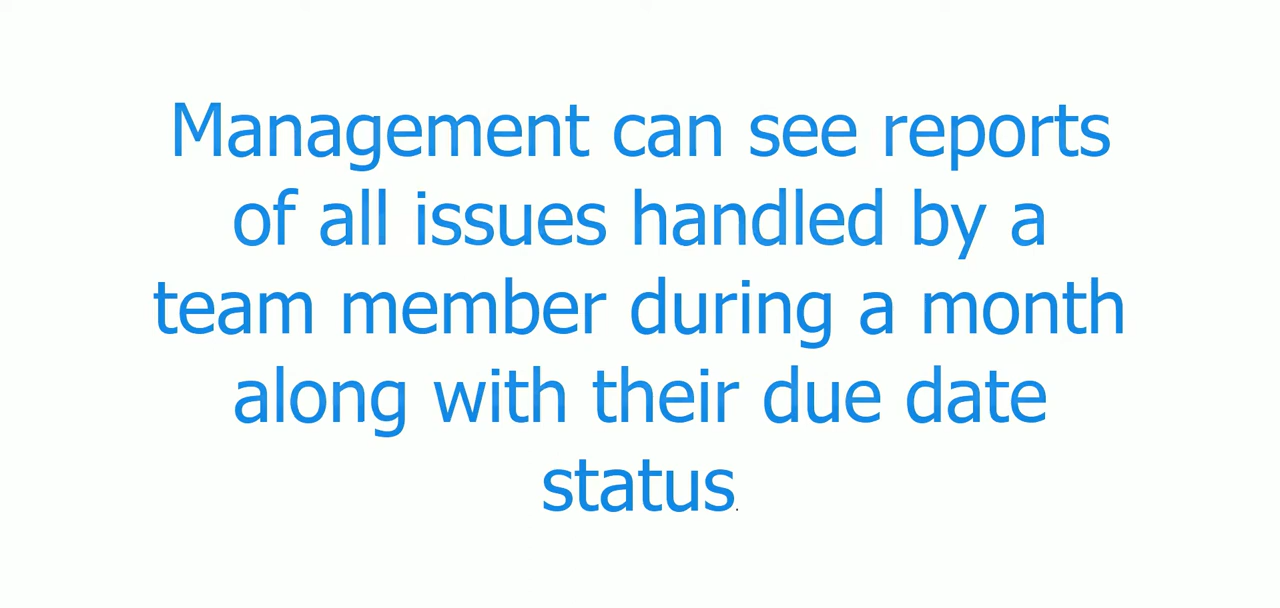 Management can see reports
of all issues handled by a
team member during a month
along with their due date
status.